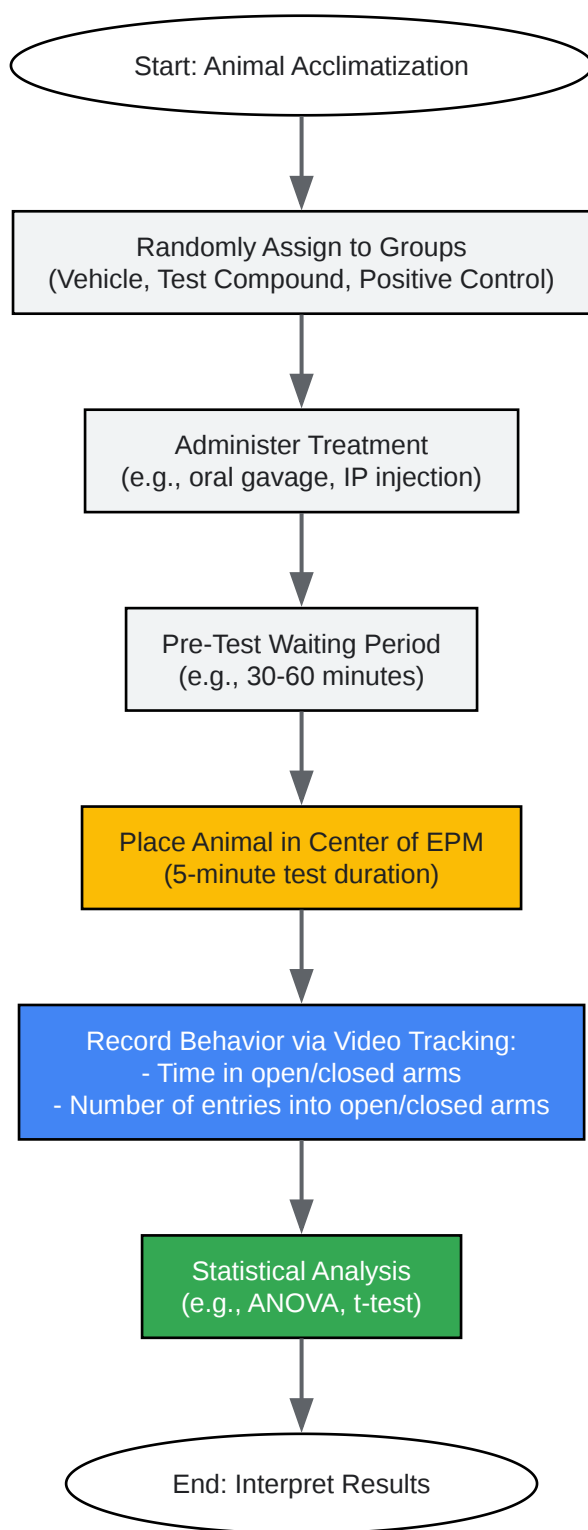 Start: Animal Acclimatization
Randomly Assign to Groups
(Vehicle, Test Compound, Positive Control)
Administer Treatment
(e.g., oral gavage, IP injection)
Pre-Test Waiting Period
(e.g., 30-60 minutes)
Place Animal in Center of EPM
(5-minute test duration)
Record Behavior via Video Tracking:
- Time in open/closed arms
- Number of entries into open/closed arms
Statistical Analysis
(e.g., ANOVA, t-test)
End: Interpret Results